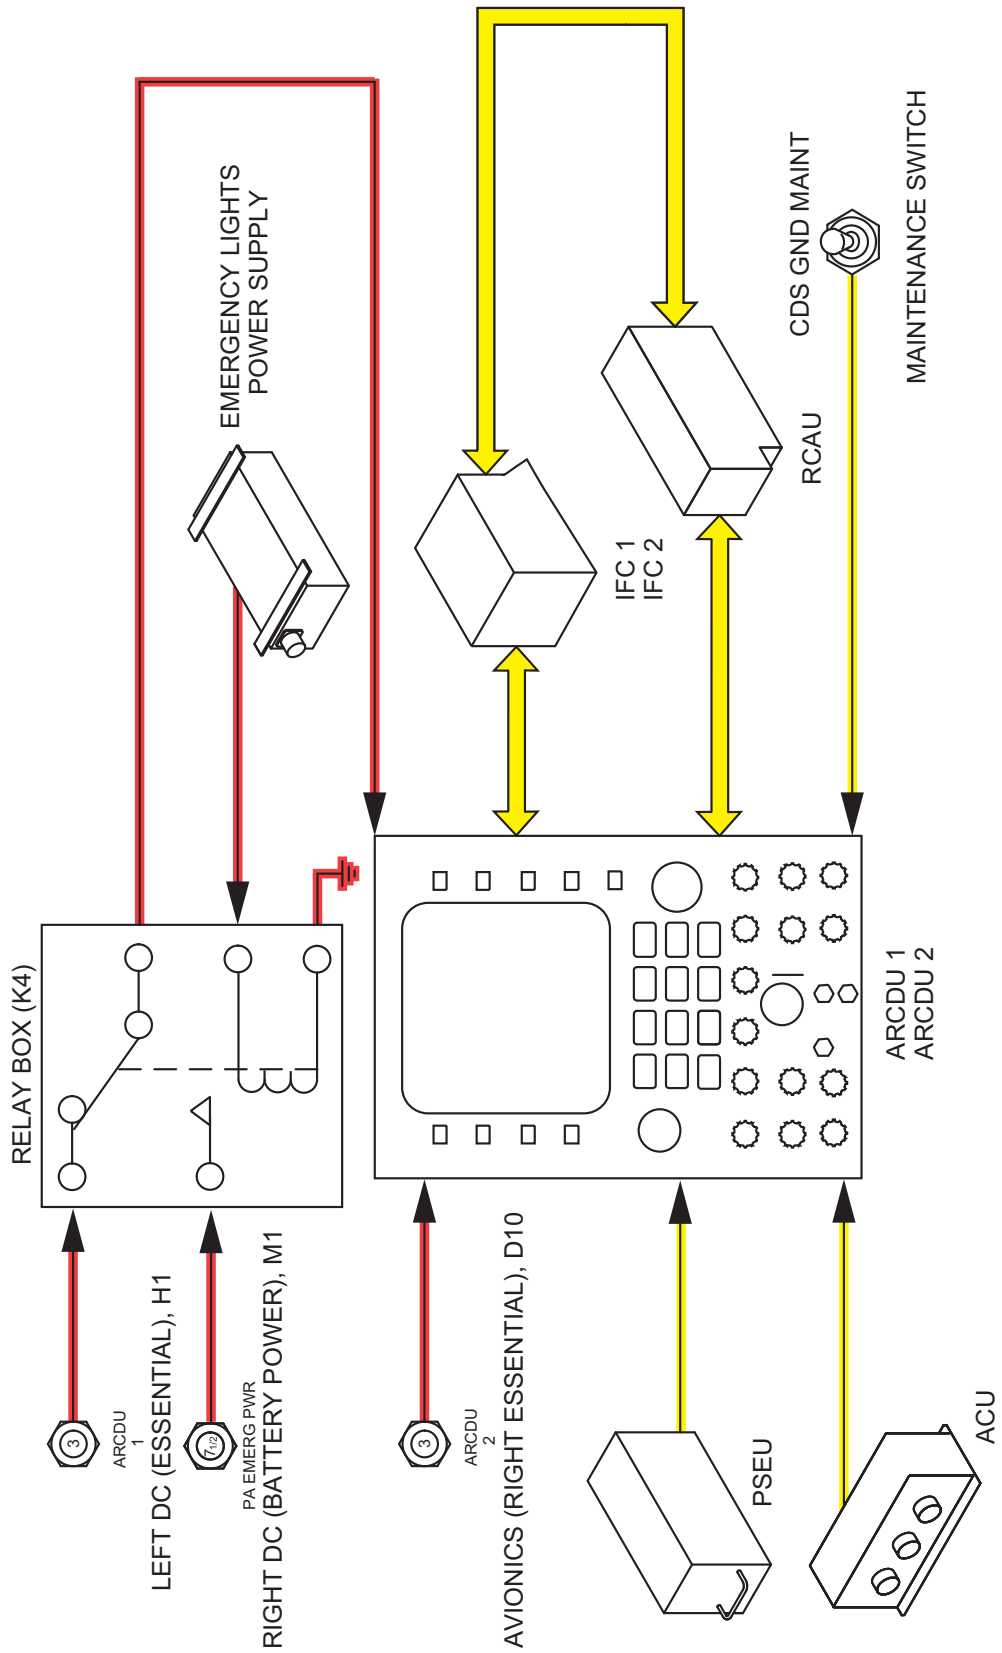 RELAY BOX (K4)
EMERGENCY LIGHTS
POWER SUPPLY
3
ARCDU
1
LEFT DC (ESSENTIAL), H1
7 1/2
PA EMERG PWR
RIGHT DC (BATTERY POWER), M1
3
ARCDU
2
AVIONICS (RIGHT ESSENTIAL), D10
IFC 1
IFC 2
RCAU
CDS GND MAINT
MAINTENANCE SWITCH
ARCDU 1
ARCDU 2
PSEU
ACU